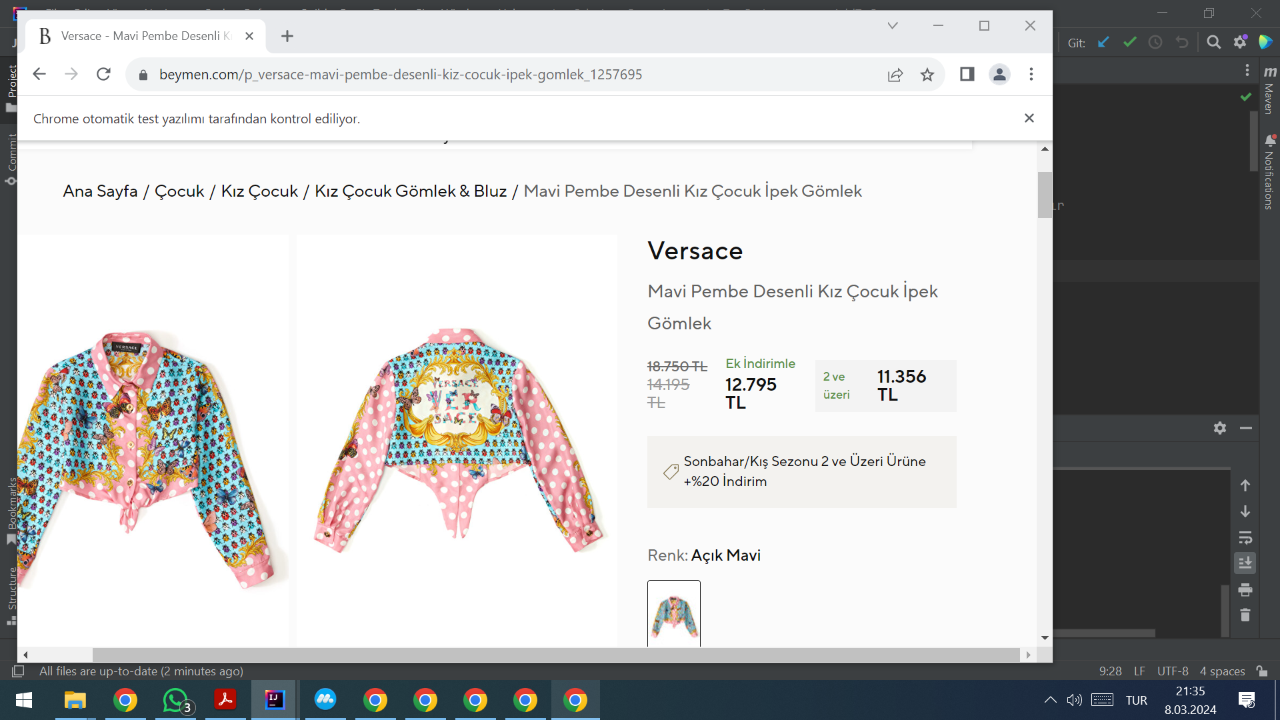 Versace - Mavi Pembe Desenli K
Git:
beymen.com/p_versace-mavi-pembe-desenli-kiz-cocuk-ipek-gomlek_1257695
Project
Maven
Chrome otomatik test yazılımı tarafından kontrol ediliyor.
Commit
Notifications
Ana Sayfa / Çocuk / Kız Çocuk / Kız Çocuk Gömlek & Bluz / Mavi Pembe Desenli Kız Çocuk İpek Gömlek
Versace
Mavi Pembe Desenli Kız Çocuk İpek
Gömlek
18.750 TL
14.195
TL
Ek İndirimle
12.795
TL
2 ve
üzeri
11.356
TL
VERSACE
VER
SACE
Sonbahar/Kış Sezonu 2 ve Üzeri Ürüne
+%20 İndirim
Renk: Açık Mavi
Bookmarks
Structure
All files are up-to-date (2 minutes ago)
9:28 LF UTF-8 4 spaces
3
TUR
21:35
8.03.2024